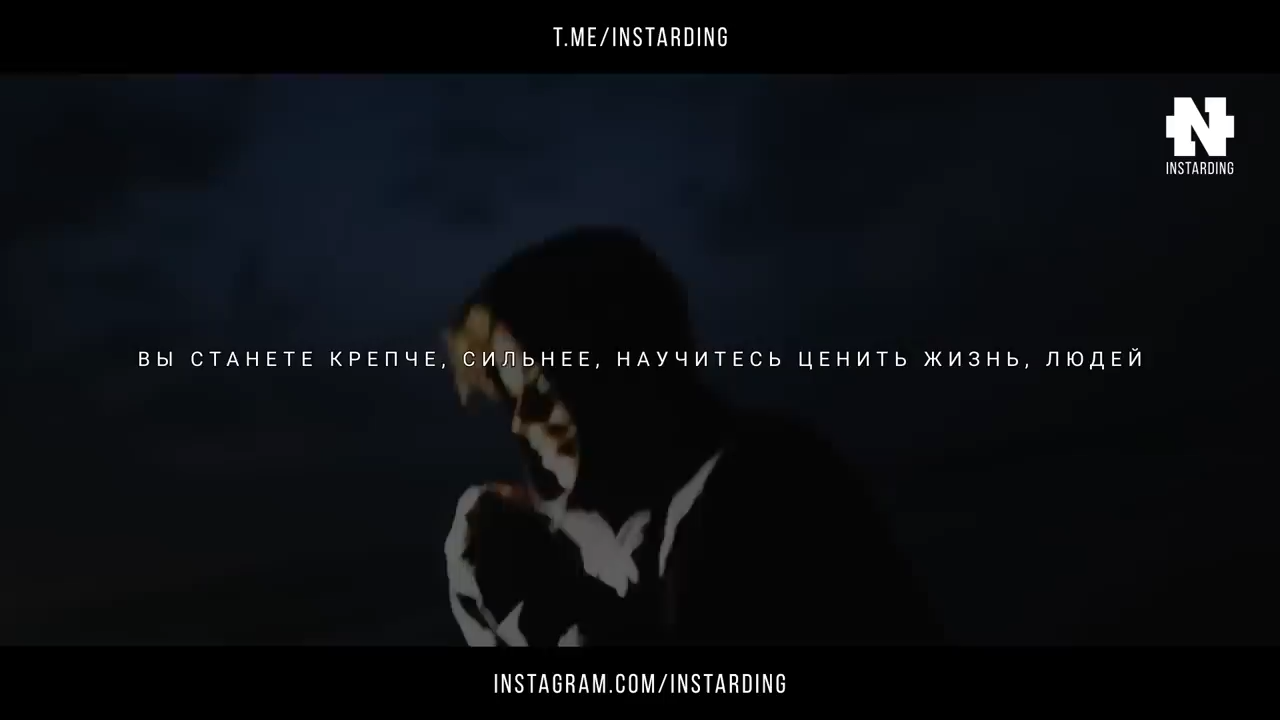 T.ME/INSTARDING
N
INSTARDING
ВЫ СТАНЕТЕ КРЕПЧЕ, СИЛЬНЕЕ, НАУЧИТЕСЬ ЦЕНИТЬ ЖИЗНЬ, ЛЮДЕЙ
INSTAGRAM.COM/INSTARDING